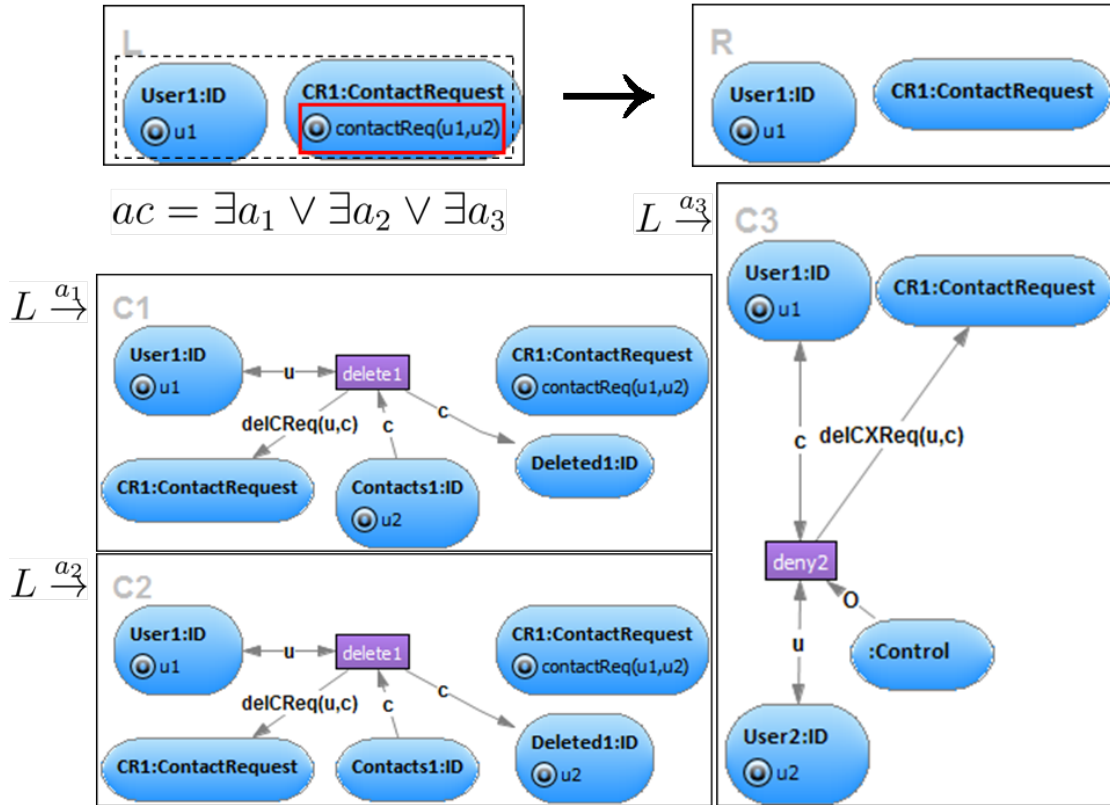 L
User1:ID
u1
CR1:ContactRequest
contactReq(u1,u2)
R
User1:ID
u1
CR1:ContactRequest
ac = ∃a₁ ∨ ∃a₂ ∨ ∃a₃
L →a₁
C1
User1:ID
u1
u
delete1
CR1:ContactRequest
contactReq(u1,u2)
delCReq(u,c)
c
c
CR1:ContactRequest
Contacts1:ID
u2
Deleted1:ID
L →a₂
C2
User1:ID
u1
u
delete1
CR1:ContactRequest
contactReq(u1,u2)
delCReq(u,c)
c
c
CR1:ContactRequest
Contacts1:ID
Deleted1:ID
u2
L →a₃
C3
User1:ID
u1
CR1:ContactRequest
c
delCXReq(u,c)
deny2
O
u
:Control
User2:ID
u2